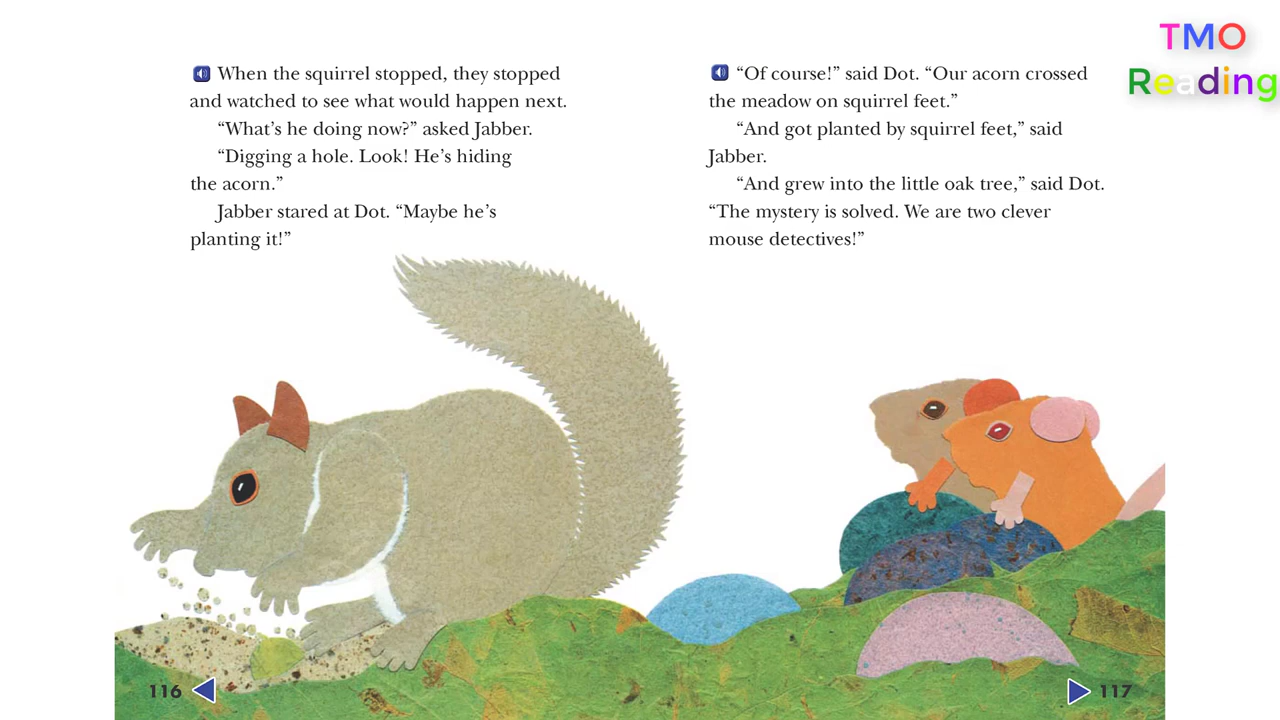 When the squirrel stopped, they stopped
and watched to see what would happen next.
“What’s he doing now?” asked Jabber.
“Digging a hole. Look! He’s hiding
the acorn.”
Jabber stared at Dot. “Maybe he’s
planting it!”
“Of course!” said Dot. “Our acorn crossed
the meadow on squirrel feet.”
“And got planted by squirrel feet,” said
Jabber.
“And grew into the little oak tree,” said Dot.
“The mystery is solved. We are two clever
mouse detectives!”
TMO
Reading
116
117